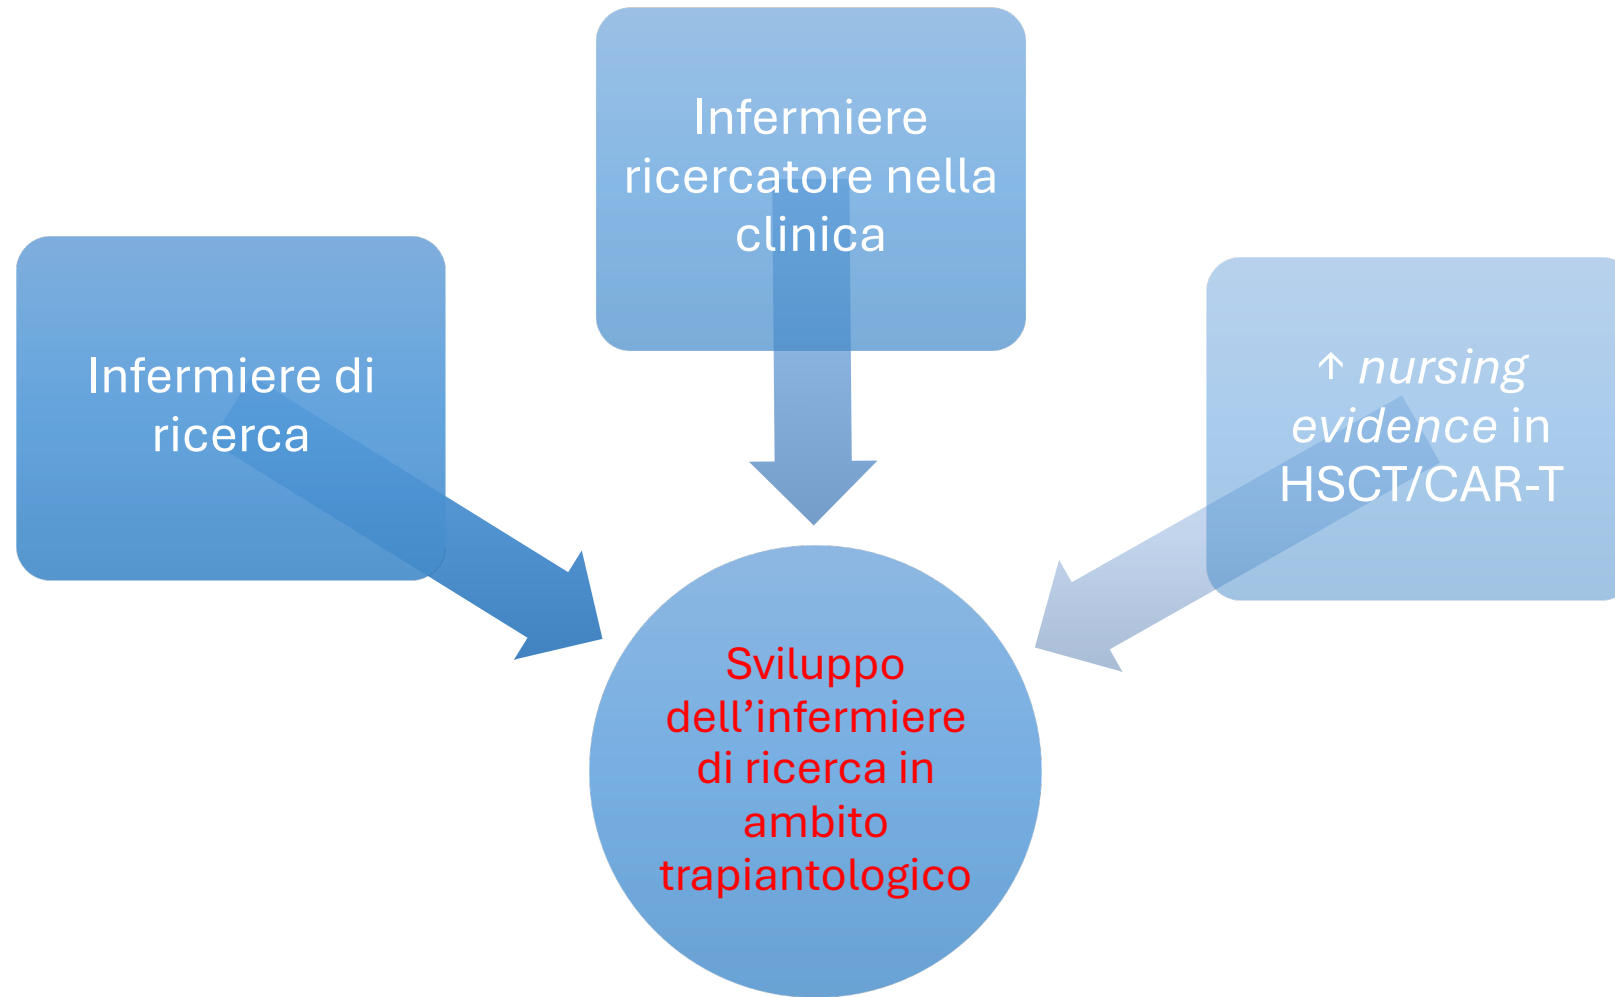 Infermiere
ricercatore nella
clinica
Infermiere di
ricerca
↑ nursing
evidence in
HSCT/CAR-T
Sviluppo
dell’infermiere
di ricerca in
ambito
trapiantologico